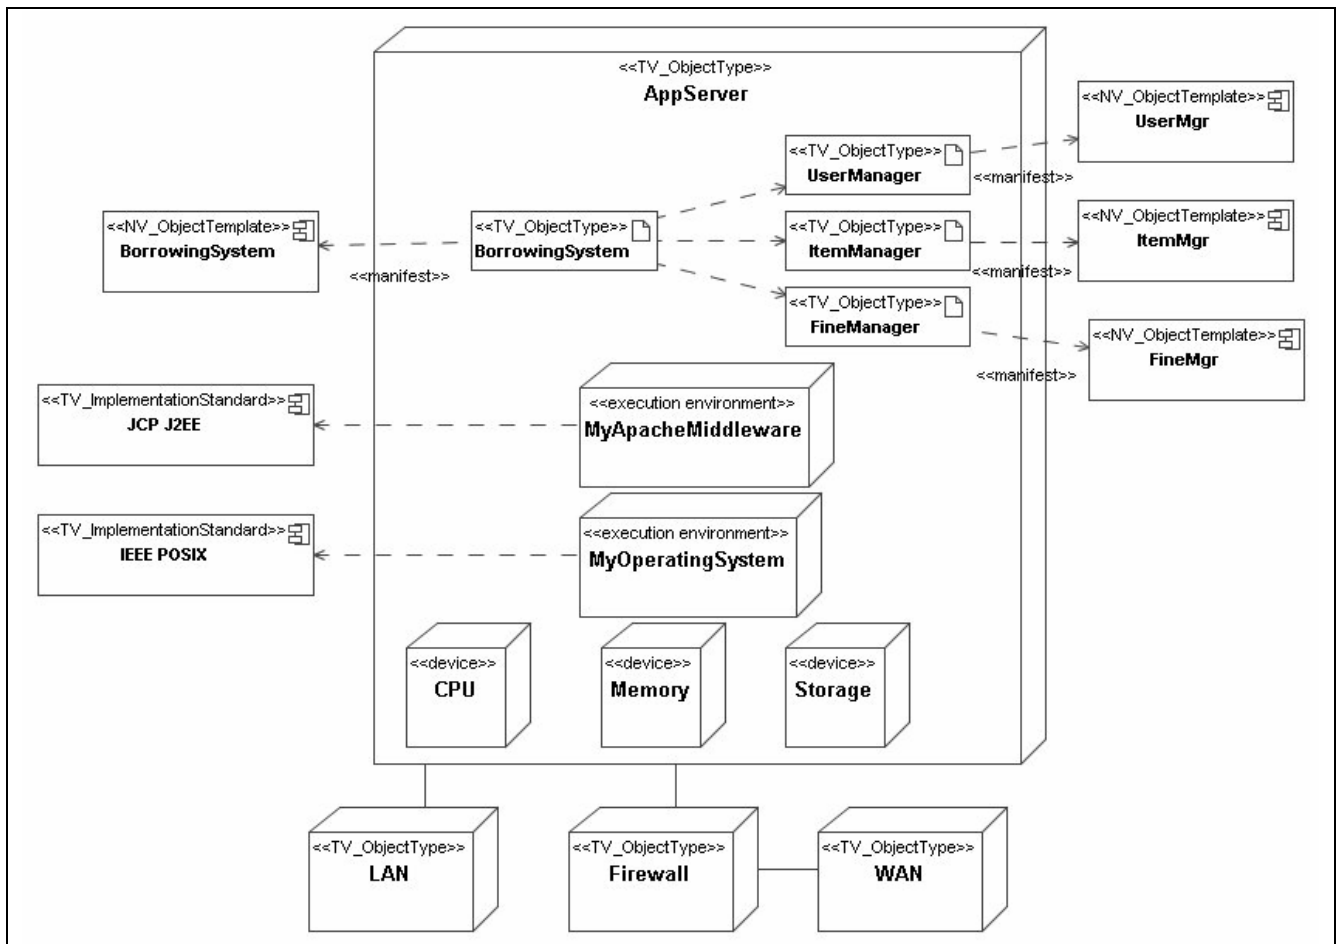 <<TV_ObjectType>>
AppServer
<<NV_ObjectTemplate>>
UserMgr
<<TV_ObjectType>>
UserManager
<<manifest>>
<<NV_ObjectTemplate>>
BorrowingSystem
<<manifest>>
<<TV_ObjectType>>
BorrowingSystem
<<TV_ObjectType>>
ItemManager
<<manifest>>
<<NV_ObjectTemplate>>
ItemMgr
<<TV_ObjectType>>
FineManager
<<manifest>>
<<NV_ObjectTemplate>>
FineMgr
<<TV_ImplementationStandard>>
JCP J2EE
<<execution environment>>
MyApacheMiddleware
<<TV_ImplementationStandard>>
IEEE POSIX
<<execution environment>>
MyOperatingSystem
<<device>>
CPU
<<device>>
Memory
<<device>>
Storage
<<TV_ObjectType>>
LAN
<<TV_ObjectType>>
Firewall
<<TV_ObjectType>>
WAN